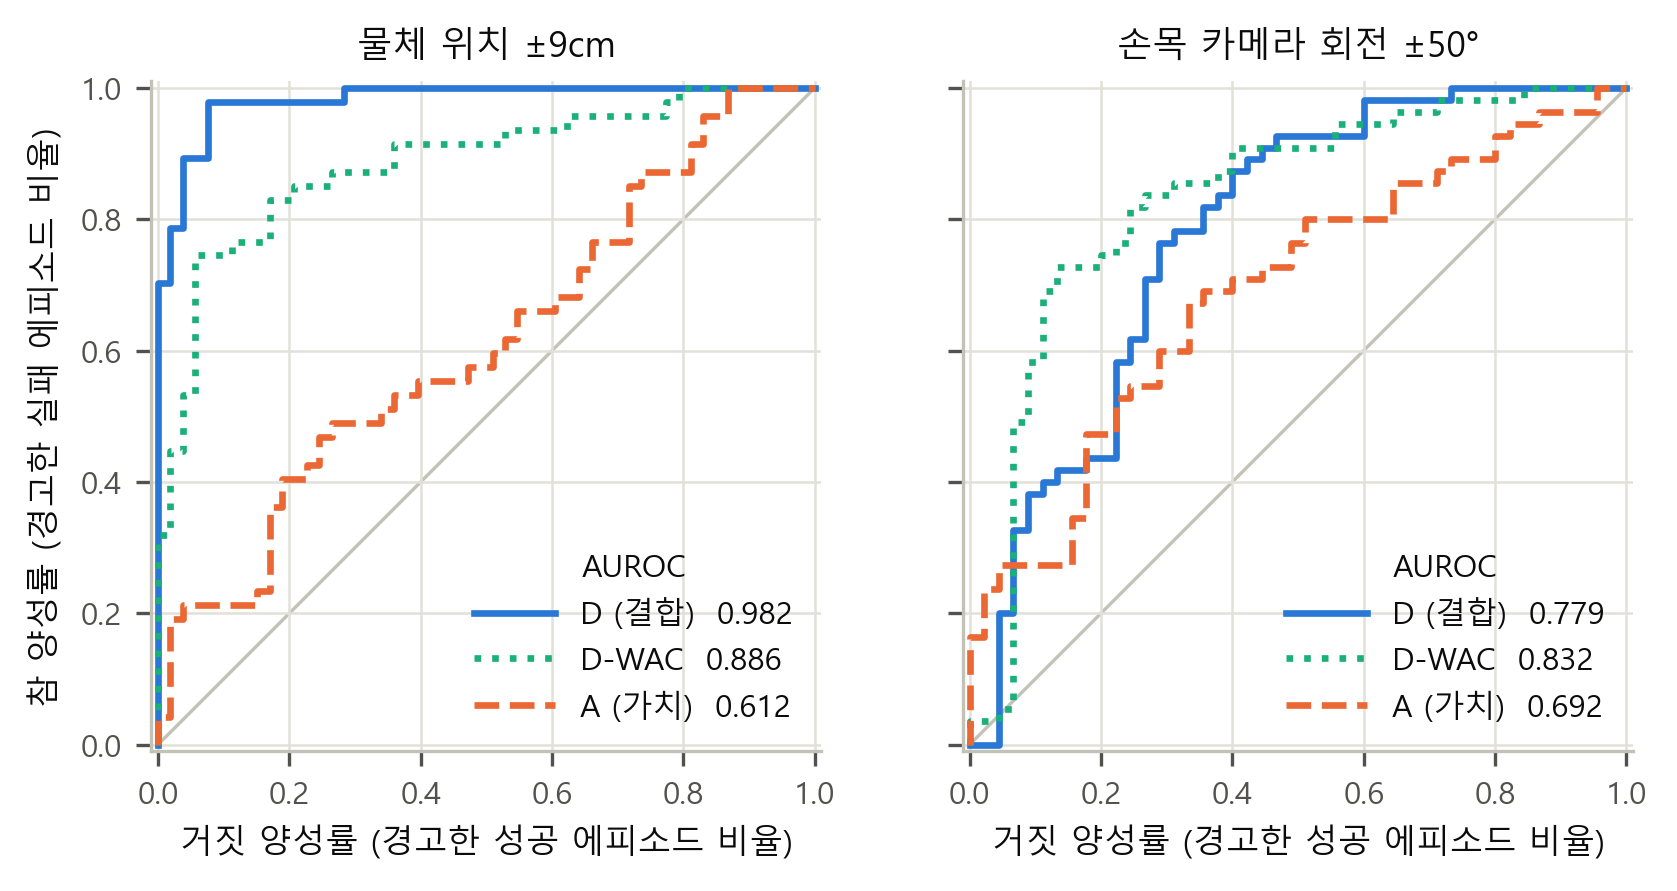 물체 위치 ±9cm
참 양성률 (경고한 실패 에피소드 비율)
1.0
0.8
0.6
0.4
0.2
0.0
AUROC
D (결합) 0.982
D-WAC 0.886
A (가치) 0.612
0.0 0.2 0.4 0.6 0.8 1.0
거짓 양성률 (경고한 성공 에피소드 비율)
손목 카메라 회전 ±50°
AUROC
D (결합) 0.779
D-WAC 0.832
A (가치) 0.692
0.0 0.2 0.4 0.6 0.8 1.0
거짓 양성률 (경고한 성공 에피소드 비율)